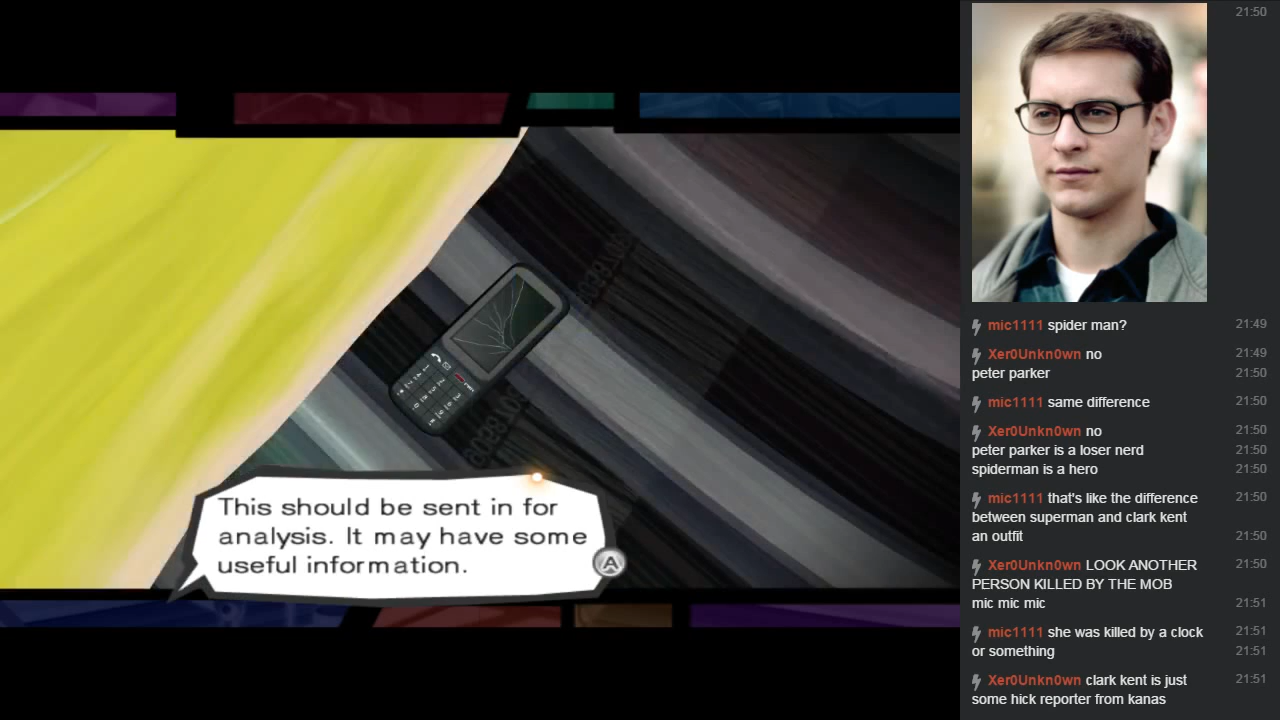 This should be sent in for
analysis. It may have some
useful information.
A
21:50
mic1111 spider man? 21:49
Xer0Unkn0wn no 21:49
peter parker 21:50
mic1111 same difference 21:50
Xer0Unkn0wn no 21:50
peter parker is a loser nerd 21:50
spiderman is a hero 21:50
mic1111 that's like the difference 21:50
between superman and clark kent
an outfit 21:50
Xer0Unkn0wn LOOK ANOTHER 21:50
PERSON KILLED BY THE MOB
mic mic mic 21:51
mic1111 she was killed by a clock 21:51
or something 21:51
Xer0Unkn0wn clark kent is just 21:51
some hick reporter from kanas